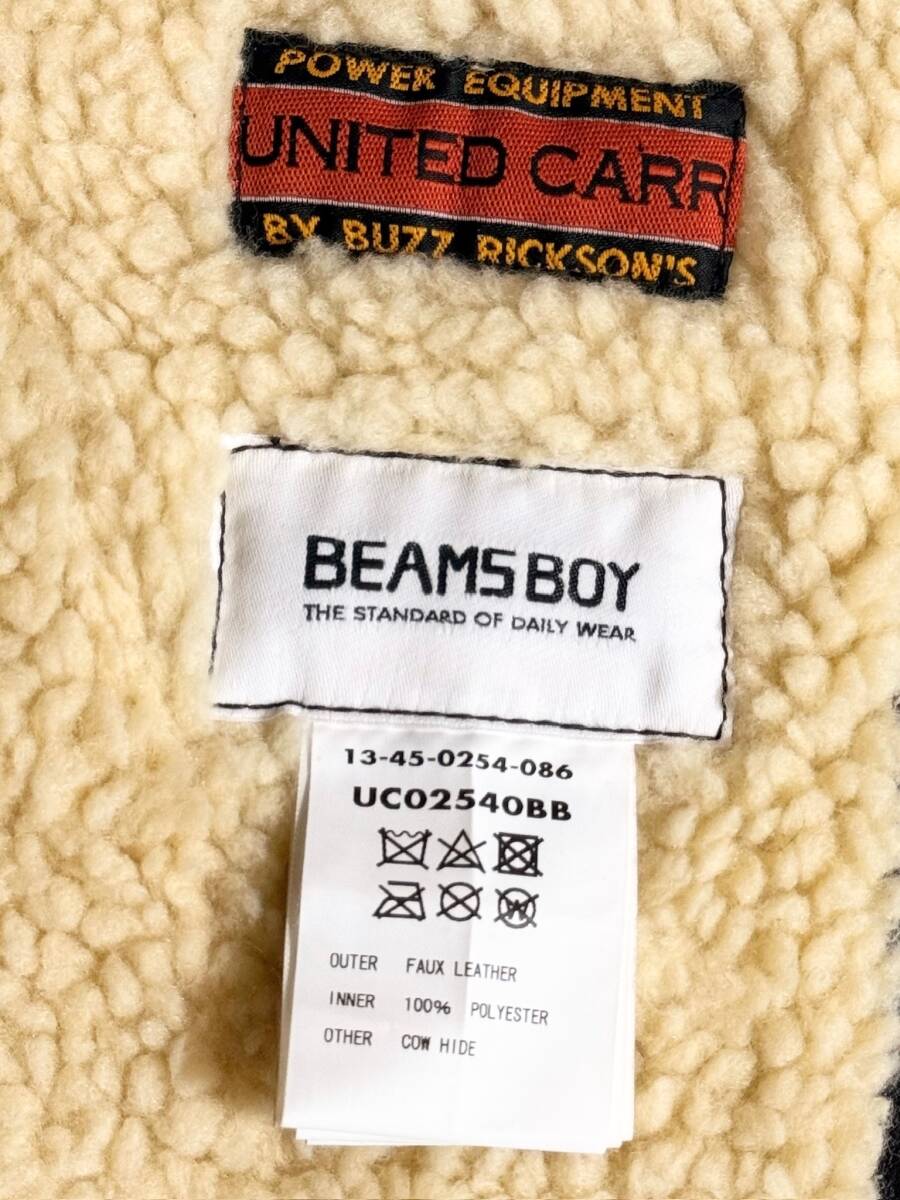 POWER EQUIPMENT
UNITED CARR
BY BUZZ RICKSON'S
BEAMS BOY
THE STANDARD OF DAILY WEAR
13-45-0254-086
UC02540BB
W
OUTER FAUX LEATHER
INNER 100% POLYESTER
OTHER COW HIDE